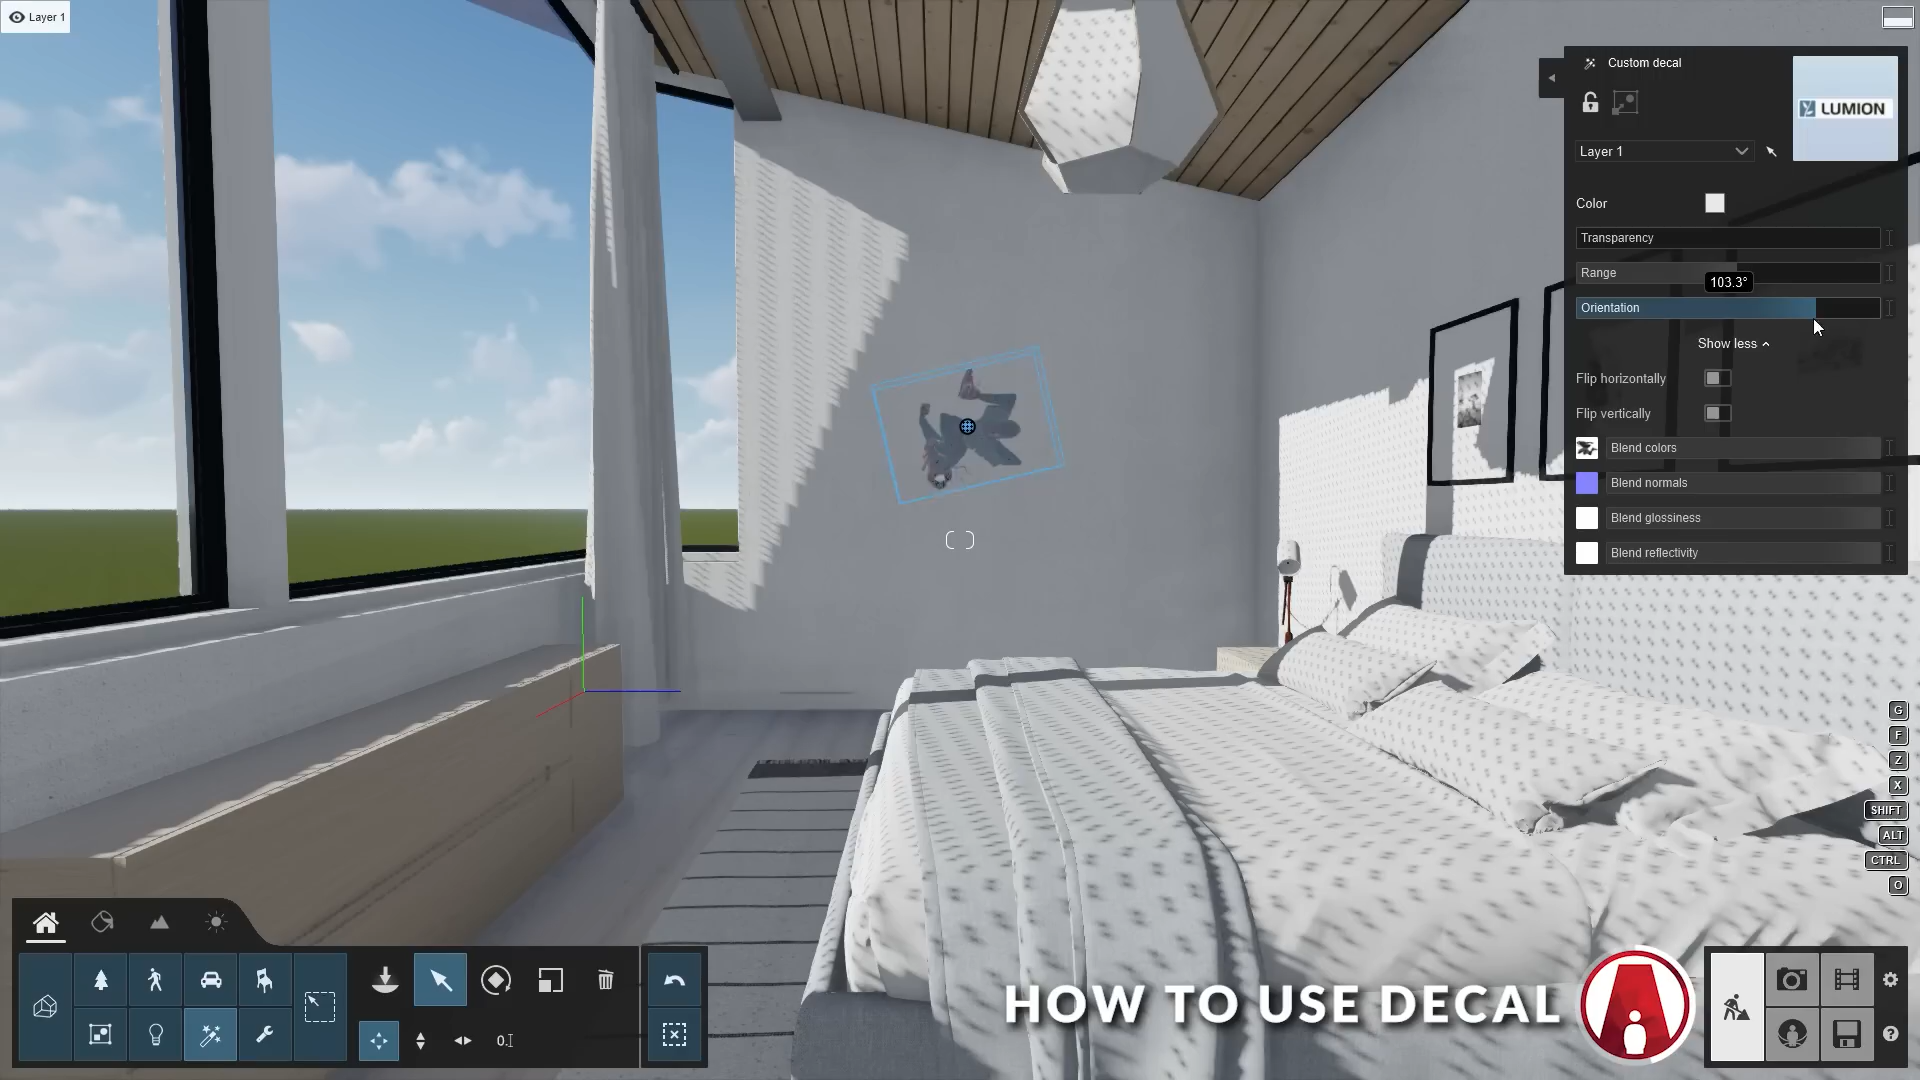 Layer 1
Custom decal
LUMION
Layer 1
Color
Transparency
Range
103.3°
Orientation
Show less
Flip horizontally
Flip vertically
Blend colors
Blend normals
Blend glossiness
Blend reflectivity
G
F
Z
X
SHIFT
ALT
CTRL
O
0.
HOW TO USE DECAL
?